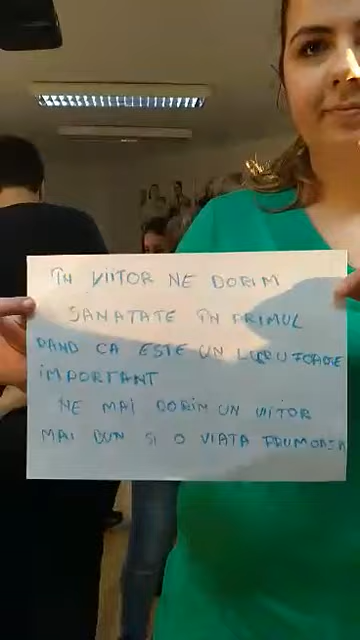 ÎN VIITOR NE DORIM
SANATATE ÎN PRIMUL
RAND CA ESTE UN LUCRU FOARTE
IMPORTANT
NE MAI DORIM UN VIITOR
MAI BUN SI O VIATA FRUMOASA